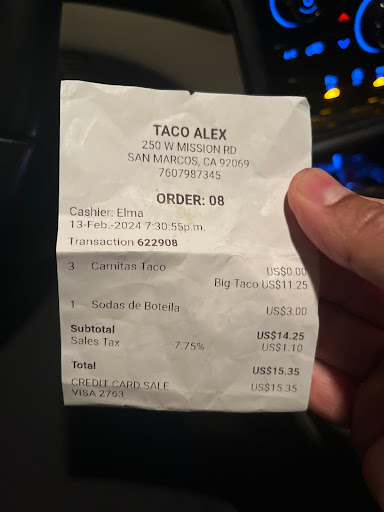 TACO ALEX
250 W MISSION RD
SAN MARCOS, CA 92069
7607987345
ORDER: 08
Cashier: Elma
13-Feb.-2024 7:30:55p.m.
Transaction 622908
3 Carnitas Taco US$0.00
Big Taco US$11.25
1 Sodas de Boteila US$3.00
Subtotal US$14.25
Sales Tax 7.75% US$1.10
Total US$15.35
CREDIT CARD SALE US$15.35
VISA 2763